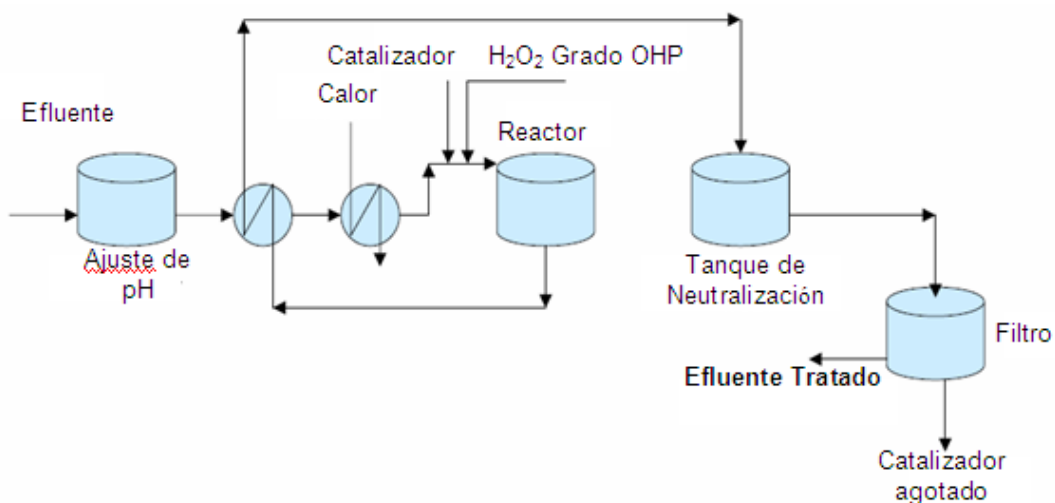 Efluente
Catalizador
H₂O₂ Grado OHP
Calor
Reactor
Ajuste de
pH
Tanque de
Neutralización
Filtro
Efluente Tratado
Catalizador
agotado